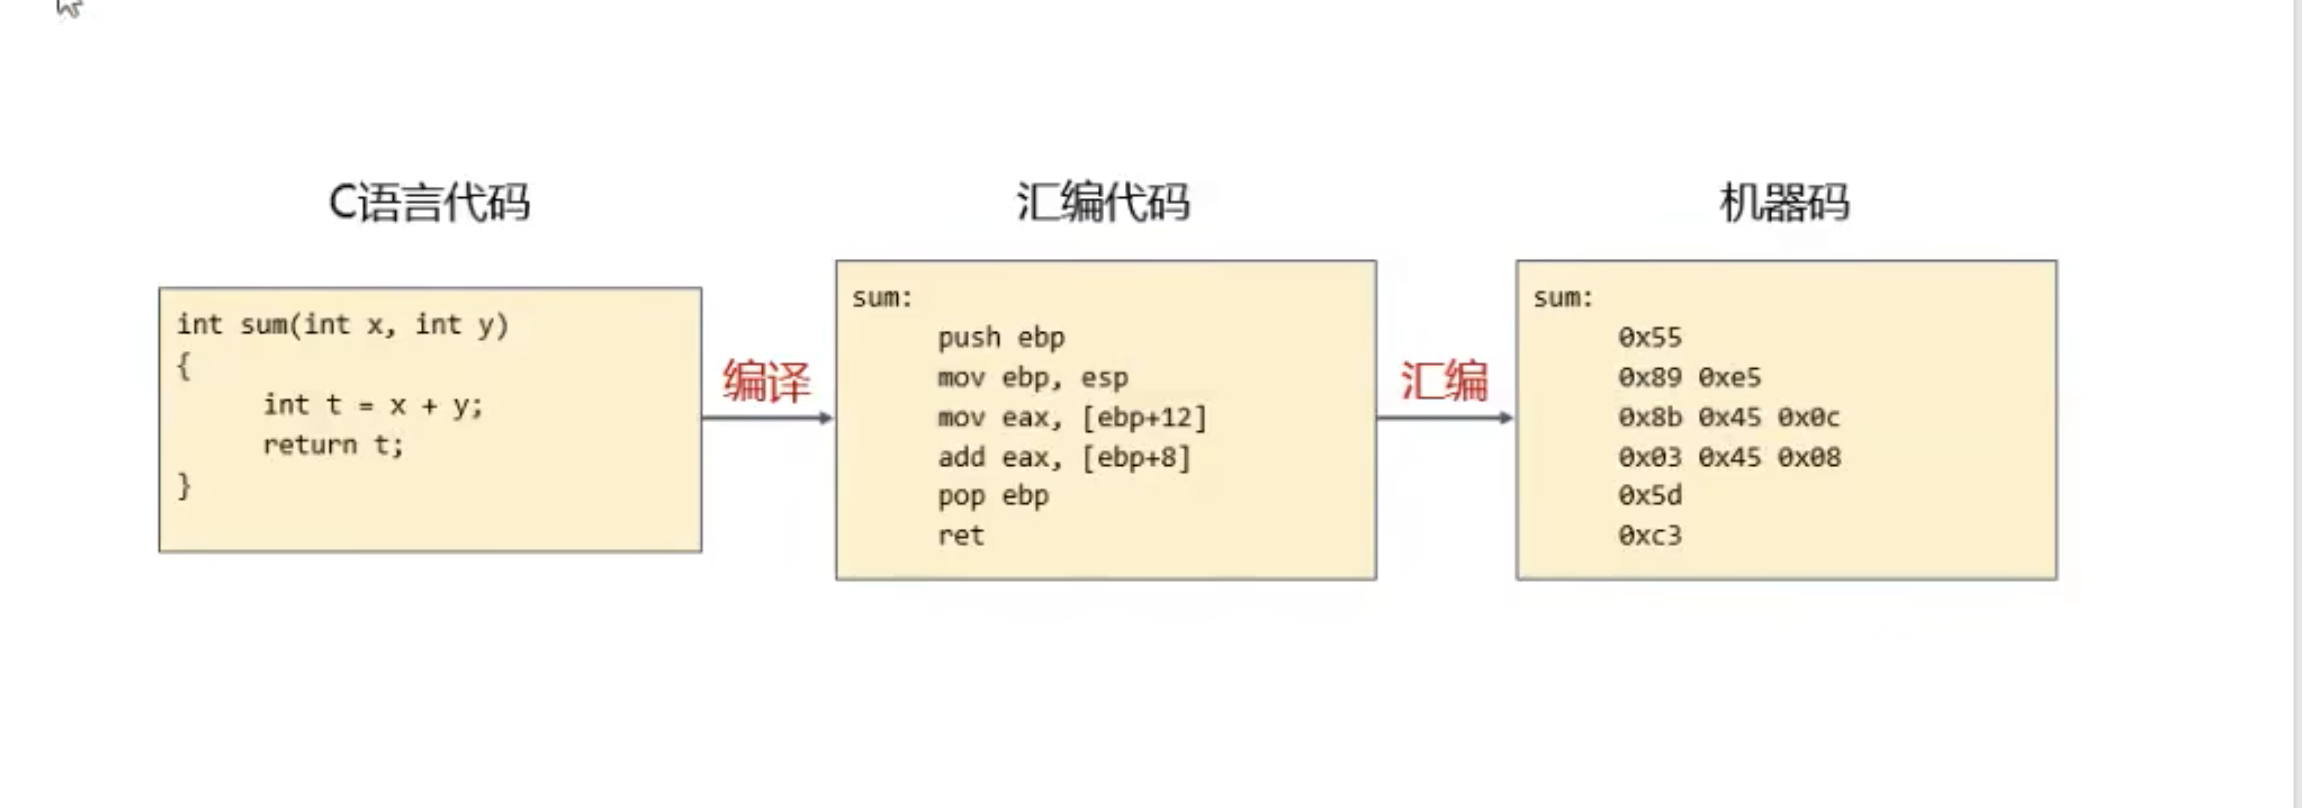 C语言代码
int sum(int x, int y)
{
int t = x + y;
return t;
}
编译
汇编代码
sum:
push ebp
mov ebp, esp
mov eax, [ebp+12]
add eax, [ebp+8]
pop ebp
ret
汇编
机器码
sum:
0x55
0x89 0xe5
0x8b 0x45 0x0c
0x03 0x45 0x08
0x5d
0xc3